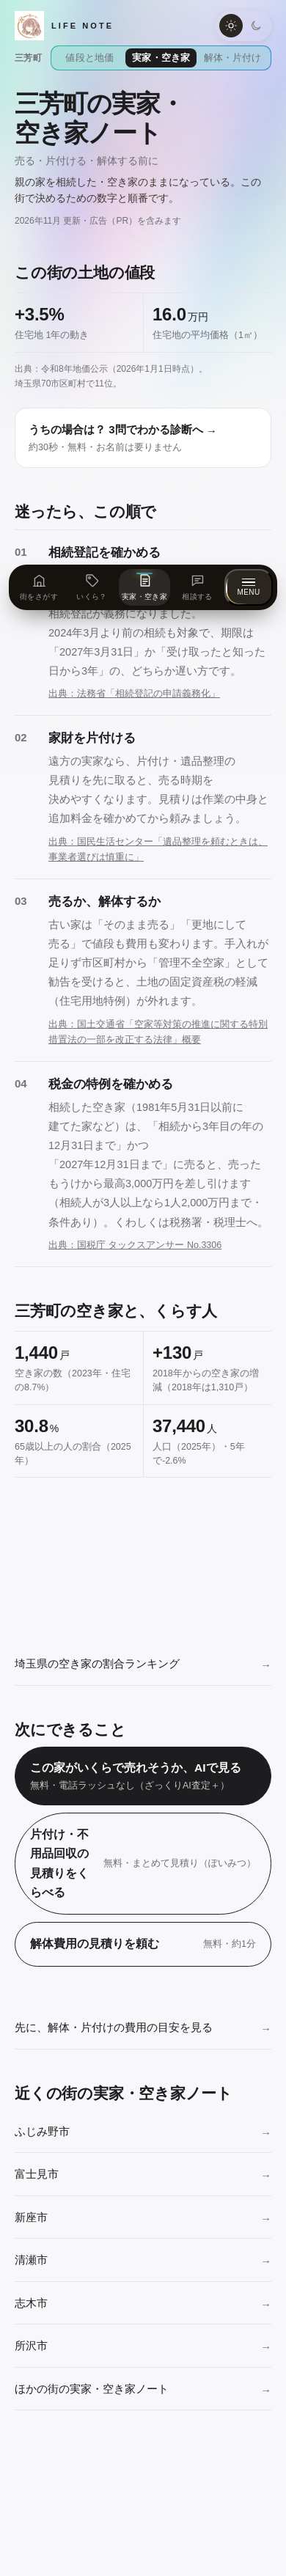 LIFE NOTE
三芳町
値段と地価
実家・空き家
解体・片付け
三芳町の実家・
空き家ノート
売る・片付ける・解体する前に
親の家を相続した・空き家のままになっている。この
街で決めるための数字と順番です。
2026年11月 更新・広告（PR）を含みます
この街の土地の値段
+3.5%
住宅地 1年の動き
16.0万円
住宅地の平均価格（1㎡）
出典：令和8年地価公示（2026年1月1日時点）。
埼玉県70市区町村で11位。
うちの場合は？ 3問でわかる診断へ →
約30秒・無料・お名前は要りません
迷ったら、この順で
01
相続登記を確かめる
街をさがす
いくら？
実家・空き家
相談する
MENU
相続登記が義務になりました。
2024年3月より前の相続も対象で、期限は
「2027年3月31日」か「受け取ったと知った
日から3年」の、どちらか遅い方です。
出典：法務省「相続登記の申請義務化」
02
家財を片付ける
遠方の実家なら、片付け・遺品整理の
見積りを先に取ると、売る時期を
決めやすくなります。見積りは作業の中身と
追加料金を確かめてから頼みましょう。
出典：国民生活センター「遺品整理を頼むときは、
事業者選びは慎重に」
03
売るか、解体するか
古い家は「そのまま売る」「更地にして
売る」で値段も費用も変わります。手入れが
足りず市区町村から「管理不全空家」として
勧告を受けると、土地の固定資産税の軽減
（住宅用地特例）が外れます。
出典：国土交通省「空家等対策の推進に関する特別
措置法の一部を改正する法律」概要
04
税金の特例を確かめる
相続した空き家（1981年5月31日以前に
建てた家など）は、「相続から3年目の年の
12月31日まで」かつ
「2027年12月31日まで」に売ると、売った
もうけから最高3,000万円を差し引けます
（相続人が3人以上なら1人2,000万円まで・
条件あり）。くわしくは税務署・税理士へ。
出典：国税庁 タックスアンサー No.3306
三芳町の空き家と、くらす人
1,440戸
空き家の数（2023年・住宅
の8.7%）
+130戸
2018年からの空き家の増
減（2018年は1,310戸）
30.8%
65歳以上の人の割合（2025
年）
37,440人
人口（2025年）・5年
で-2.6%
埼玉県の空き家の割合ランキング →
次にできること
この家がいくらで売れそうか、AIで見る
無料・電話ラッシュなし（ざっくりAI査定＋）
片付け・不
用品回収の
見積りをく
らべる
無料・まとめて見積り（ぽいみつ）
解体費用の見積りを頼む
無料・約1分
先に、解体・片付けの費用の目安を見る →
近くの街の実家・空き家ノート
ふじみ野市 →
富士見市 →
新座市 →
清瀬市 →
志木市 →
所沢市 →
ほかの街の実家・空き家ノート →